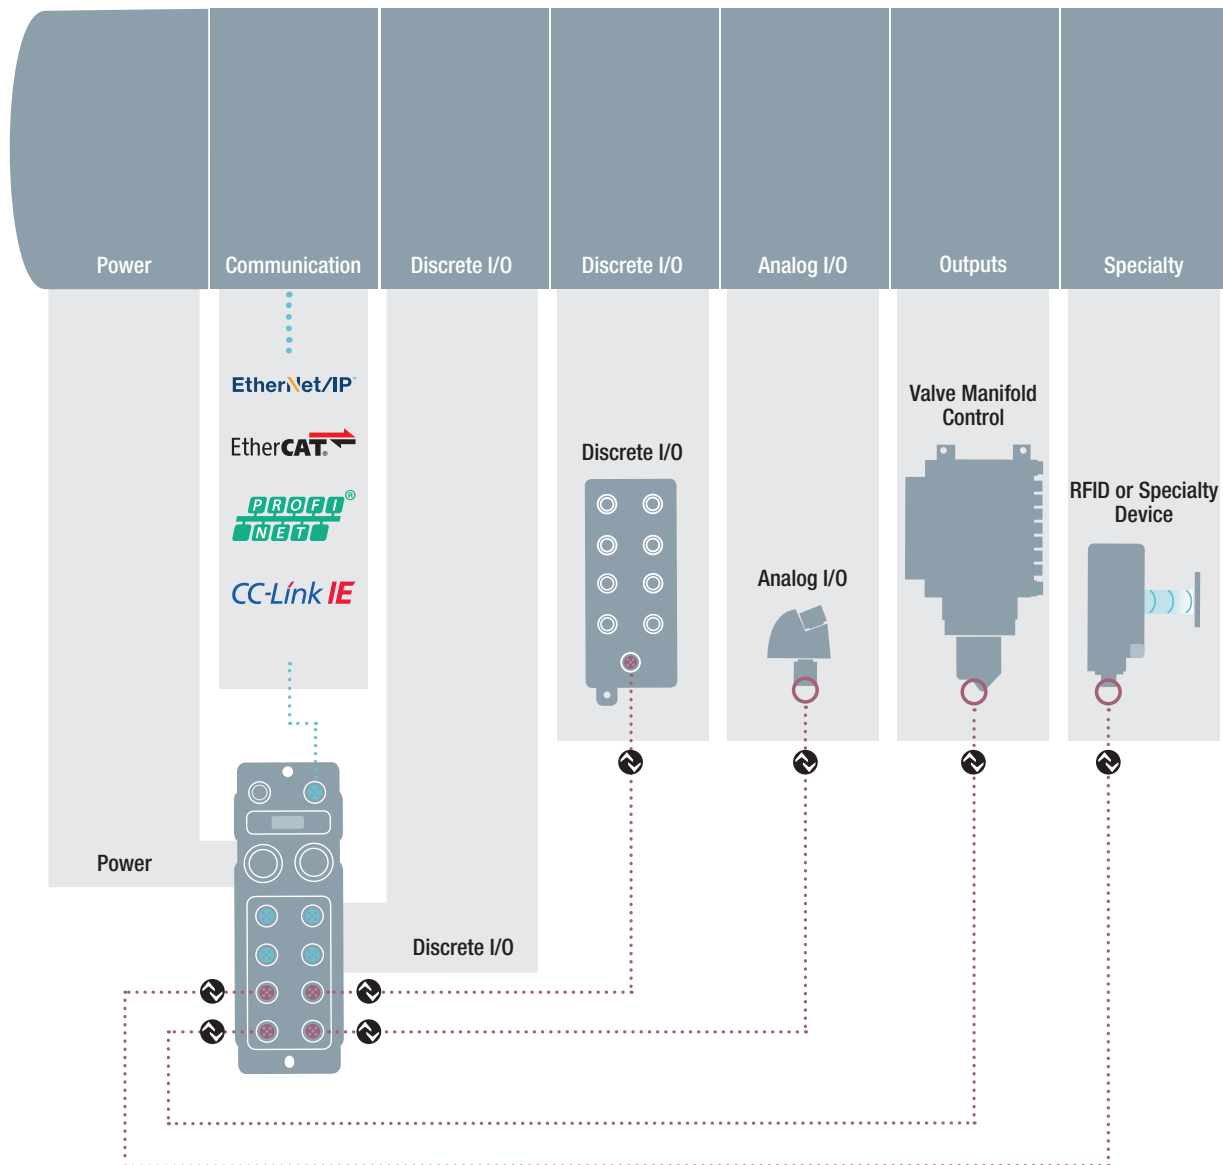 Power
Communication
Discrete I/O
Discrete I/O
Analog I/O
Outputs
Specialty
EtherNet/IP™
EtherCAT®
PROFI®
NET
CC-Link IE
Discrete I/O
Analog I/O
Valve Manifold
Control
RFID or Specialty
Device
Power
Discrete I/O